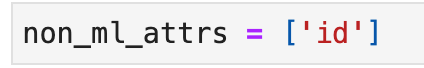 non_ml_attrs = ['id']